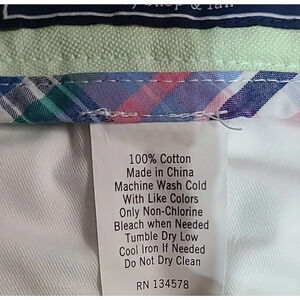 100% Cotton
Made in China
Machine Wash Cold
With Like Colors
Only Non-Chlorine
Bleach when Needed
Tumble Dry Low
Cool Iron If Needed
Do Not Dry Clean
RN 134578